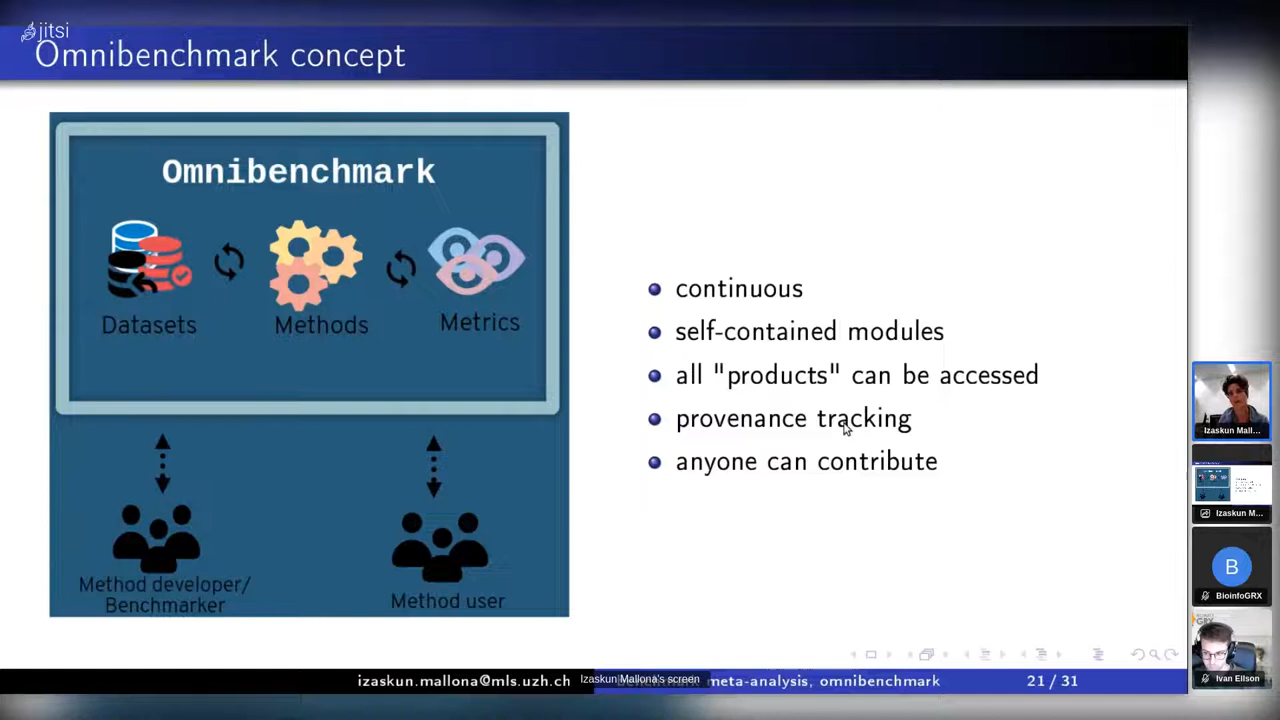 jitsi
Omnibenchmark concept
Omnibenchmark
Datasets
Methods
Metrics
Method developer/
Benchmarker
Method user
continuous
self-contained modules
all "products" can be accessed
provenance tracking
anyone can contribute
izaskun.mallona@mls.uzh.ch
Izaskun Mallona's screen
meta-analysis, omnibenchmark
21 / 31
Izaskun Mall...
Izaskun M...
B
BioinfoGRX
GRX
Ivan Ellson